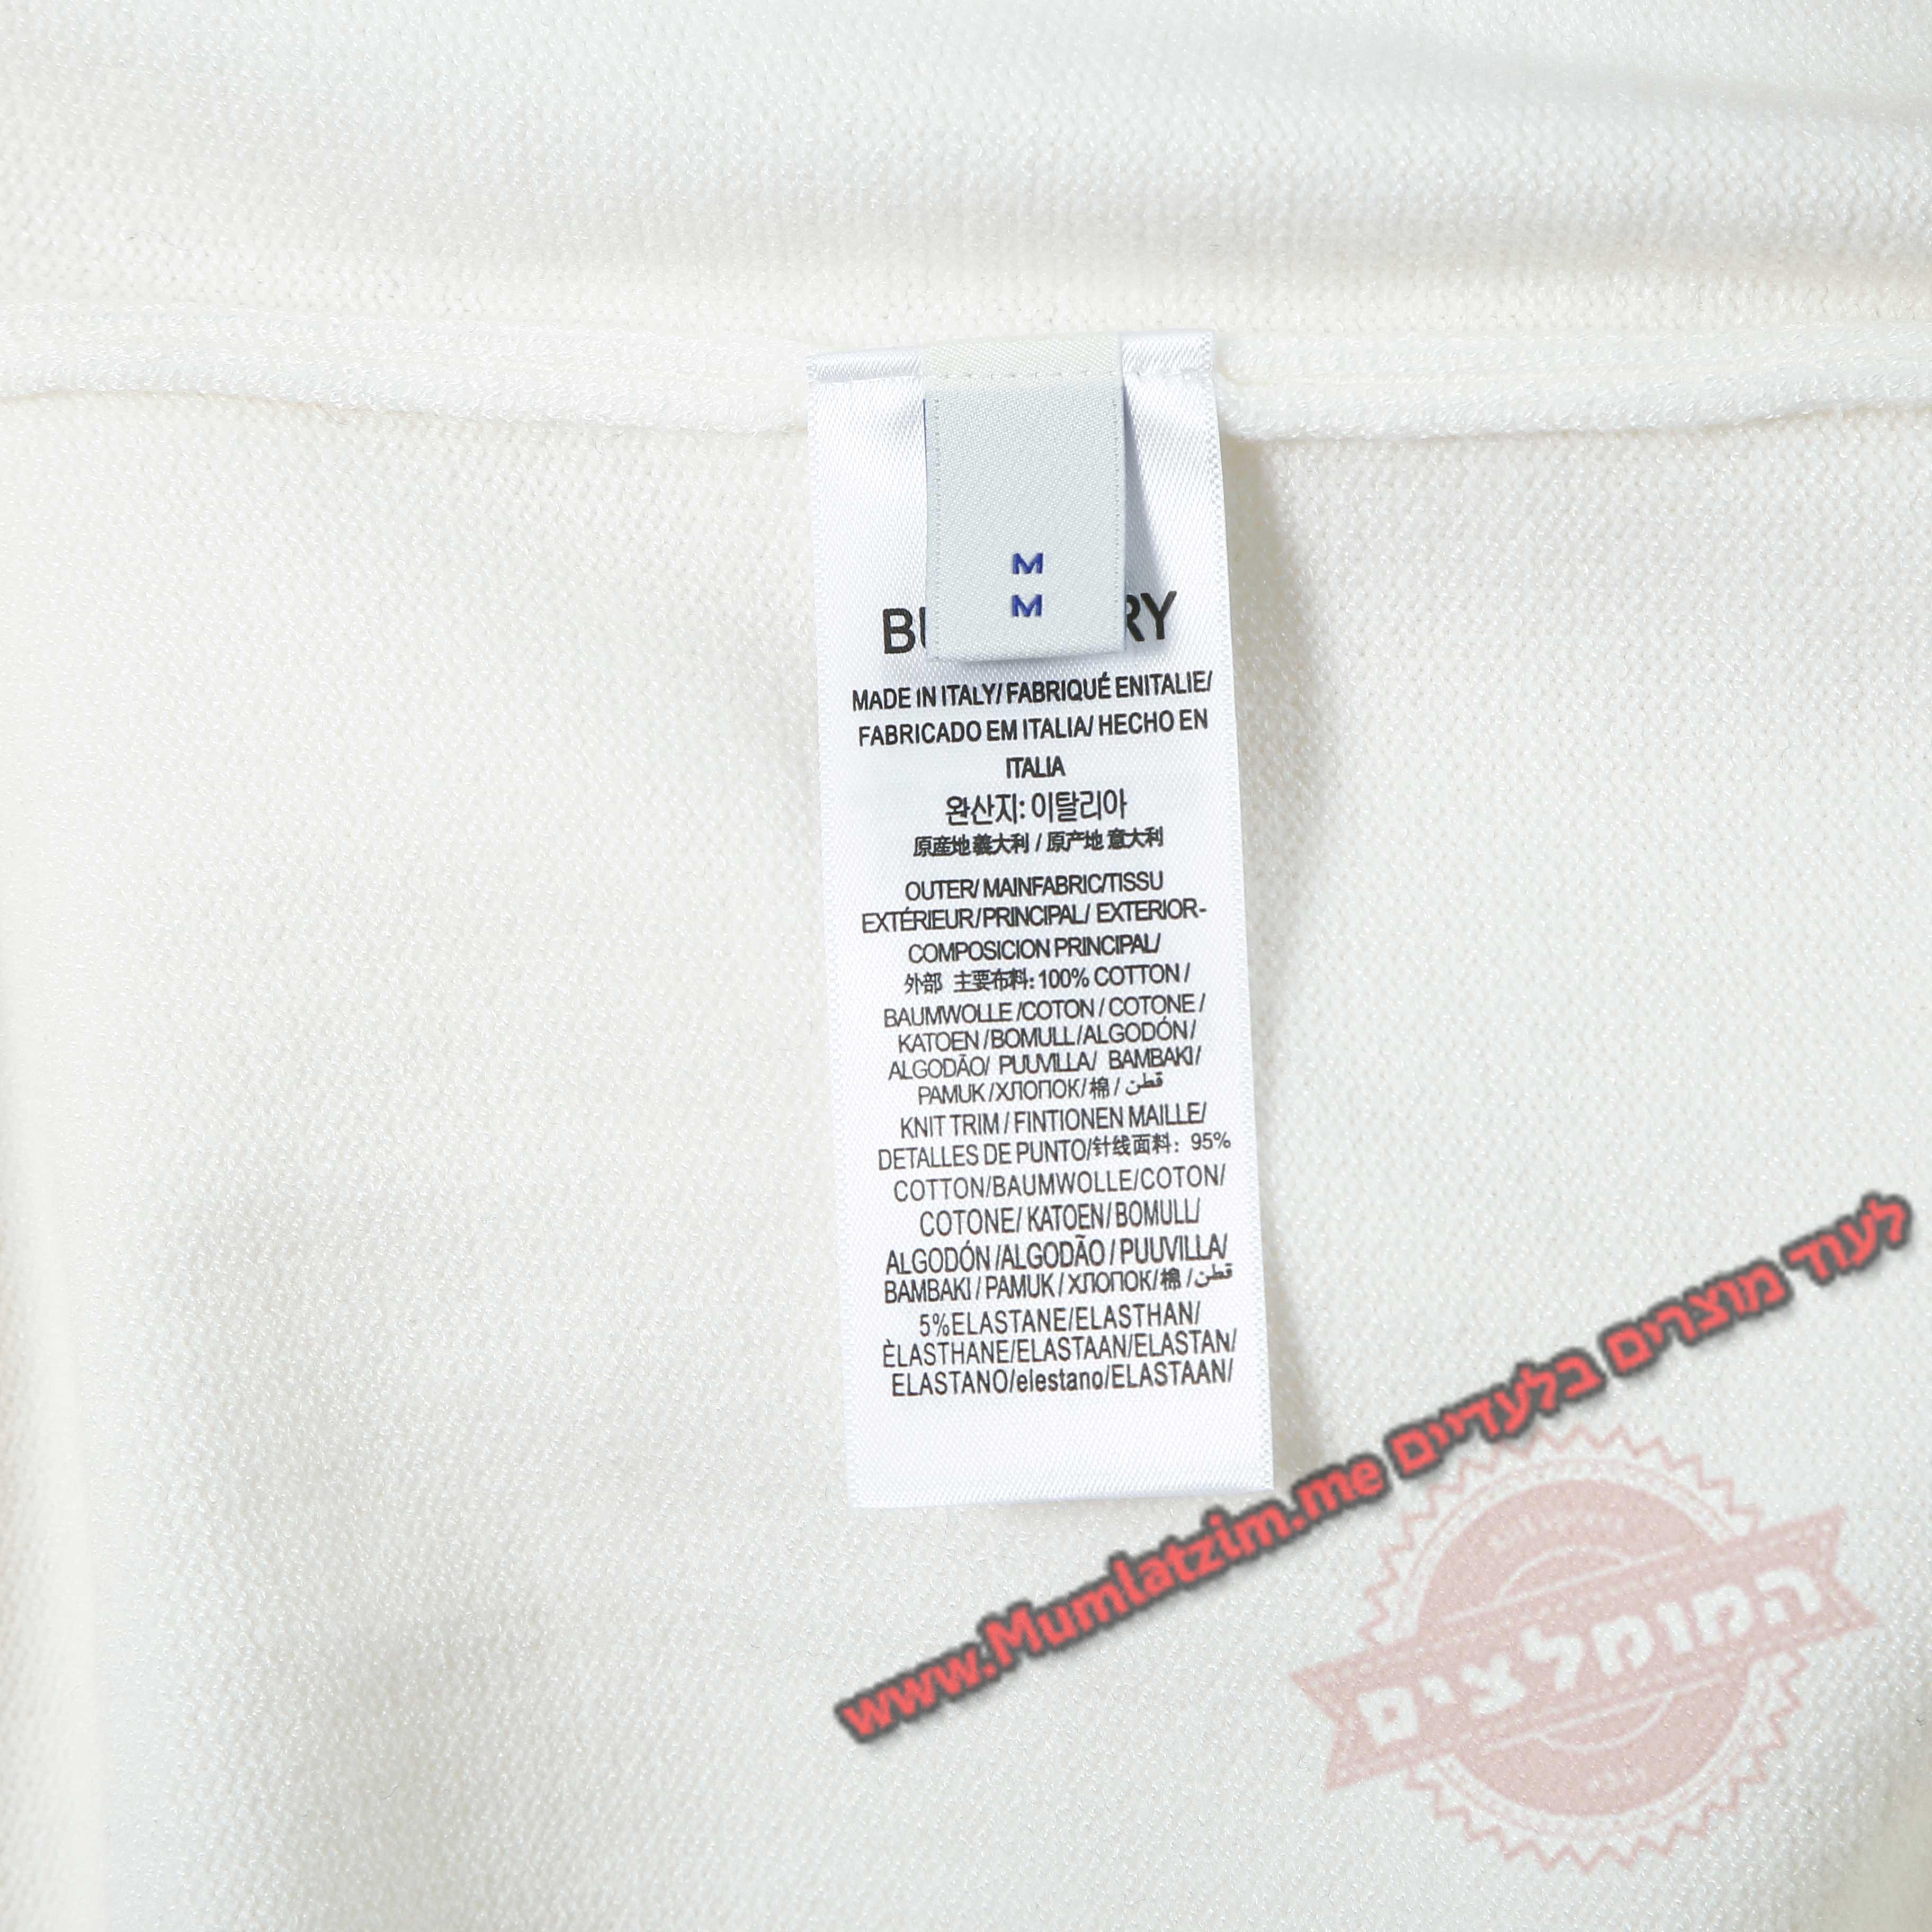 M
M
BU RY
MADE IN ITALY/ FABRIQUÉ ENITALIE/
FABRICADO EM ITALIA/ HECHO EN
ITALIA
완산지: 이탈리아
原産地 義大利 / 原产地 意大利
OUTER/ MAINFABRIC/TISSU
EXTÉRIEUR/PRINCIPAL/ EXTERIOR-
COMPOSICION PRINCIPAL/
外部 主要布料: 100% COTTON /
BAUMWOLLE /COTON / COTONE /
KATOEN /BOMULL /ALGODÓN /
ALGODÃO/ PUUVILLA/ BAMBAKI/
PAMUK /ХЛОПОК/ 棉 / قطن
KNIT TRIM / FINTIONEN MAILLE/
DETALLES DE PUNTO/针线面料: 95%
COTTON/BAUMWOLLE/COTON/
COTONE/ KATOEN/ BOMULL/
ALGODÓN /ALGODÃO / PUUVILLA/
BAMBAKI / PAMUK / ХЛОПОК/ 棉 /قطن
5%ELASTANE/ELASTHAN/
ÈLASTHANE/ELASTAAN/ELASTAN/
ELASTANO/elestano/ELASTAAN/
לעוד מוצרים בלעדיים www.Mumlatzim.me
המומלצים